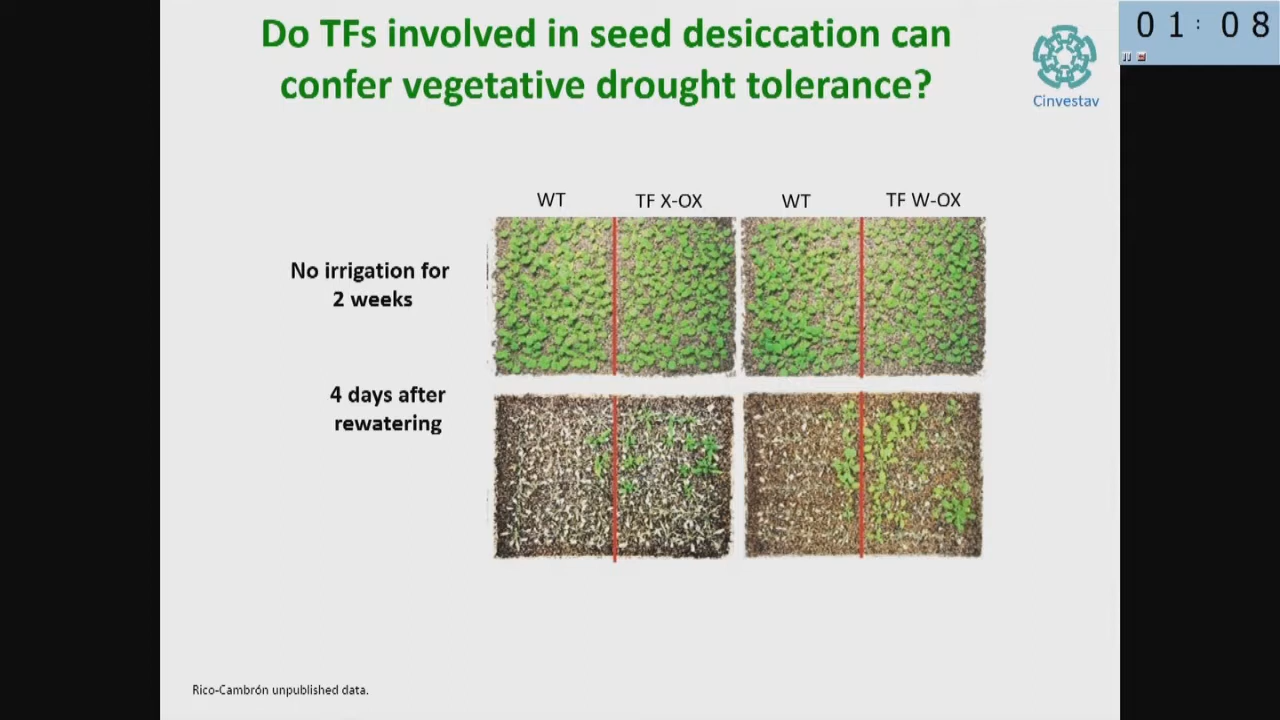 Do TFs involved in seed desiccation can
confer vegetative drought tolerance?
Cinvestav
01:08
WT
TF X-OX
WT
TF W-OX
No irrigation for
2 weeks
4 days after
rewatering
Rico-Cambrón unpublished data.